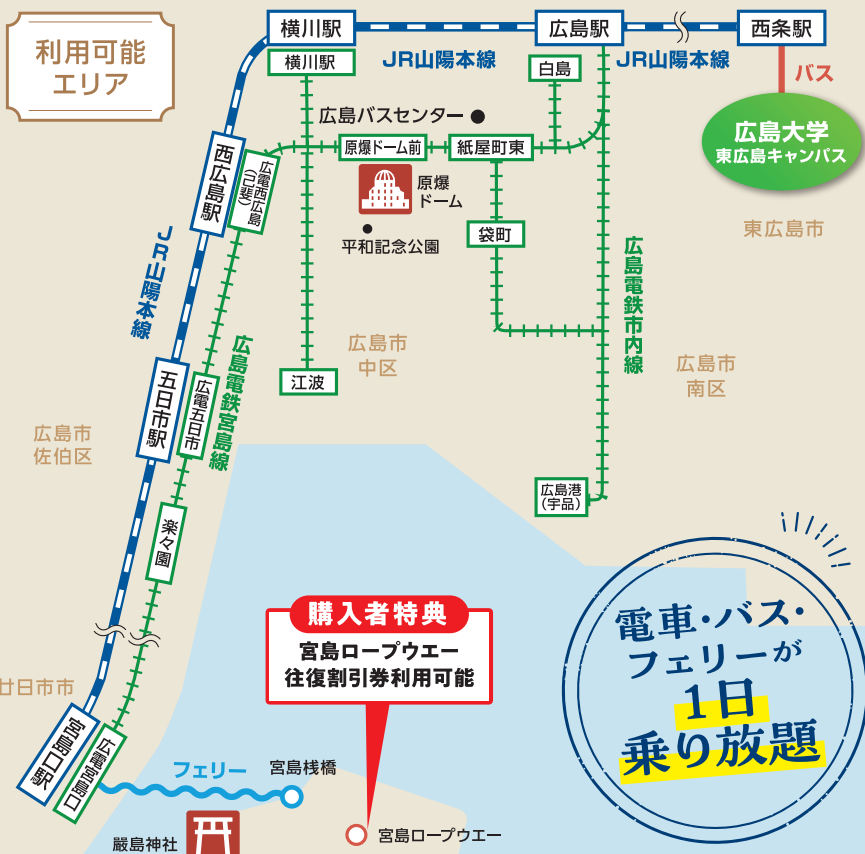 利用可能
エリア
横川駅
広島駅
西条駅
JR山陽本線
JR山陽本線
バス
横川駅
白島
広島大学
東広島キャンパス
広島バスセンター
原爆ドーム前
紙屋町東
西広島駅
広電西広島
（己斐）
原爆
ドーム
平和記念公園
袋町
東広島市
JR山陽本線
広島電鉄市内線
広島市
中区
広島市
南区
広島電鉄宮島線
江波
五日市駅
広電五日市
広島市
佐伯区
広島港
（宇品）
楽々園
電車・バス・
フェリーが
1日
乗り放題
購入者特典
宮島ロープウエー
往復割引券利用可能
廿日市市
宮島口駅
広電宮島口
フェリー
宮島桟橋
嚴島神社
宮島ロープウエー